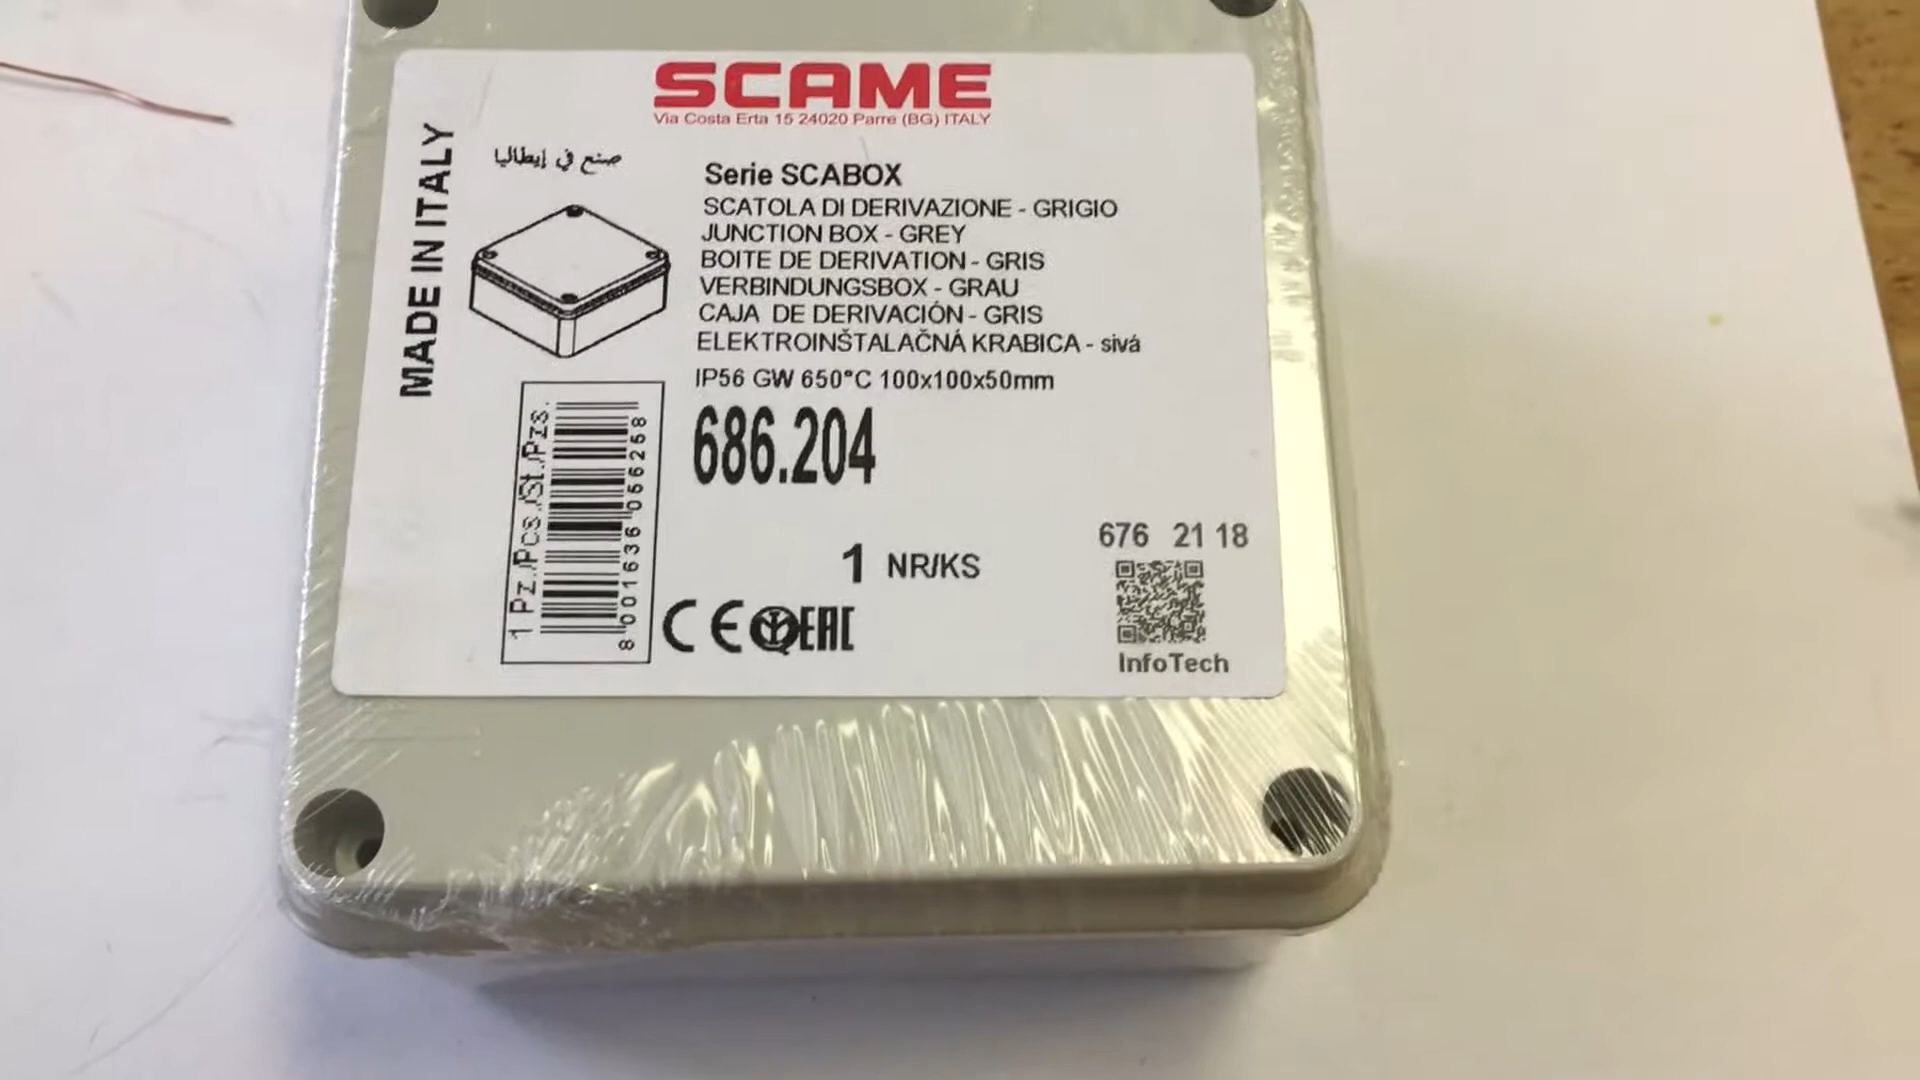 SCAME
Via Costa Erta 15 24020 Parre (BG) ITALY
MADE IN ITALY
صنع في إيطاليا
Serie SCABOX
SCATOLA DI DERIVAZIONE - GRIGIO
JUNCTION BOX - GREY
BOITE DE DERIVATION - GRIS
VERBINDUNGSBOX - GRAU
CAJA DE DERIVACIÓN - GRIS
ELEKTROINŠTALAČNÁ KRABICA - sivá
IP56 GW 650°C 100x100x50mm
686.204
1 Pz./Pcs./St./Pzs.
8 001636 056258
1 NR/KS
676 21 18
CE EAC
InfoTech